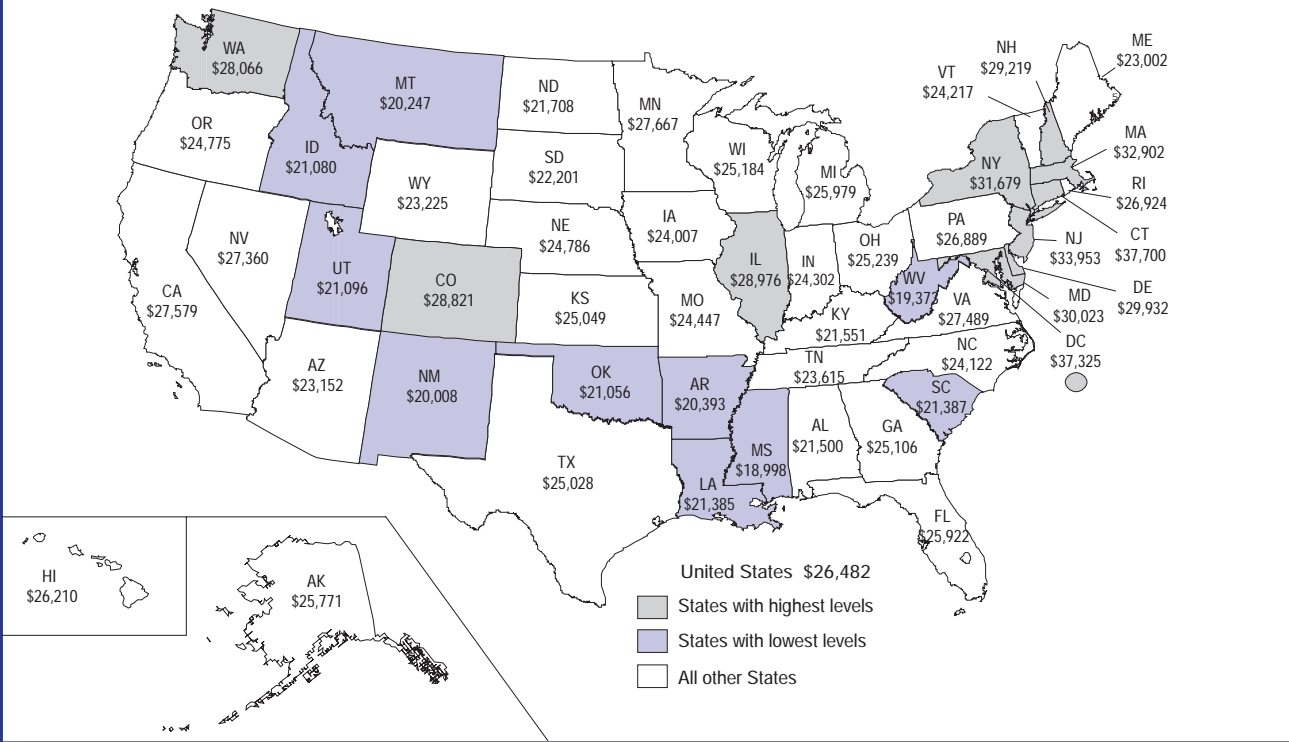 WA
$28,066
MT
$20,247
ND
$21,708
MN
$27,667
OR
$24,775
ID
$21,080
WY
$23,225
SD
$22,201
WI
$25,184
MI
$25,979
NV
$27,360
UT
$21,096
CO
$28,821
NE
$24,786
IA
$24,007
IL
$28,976
IN
$24,302
OH
$25,239
PA
$26,889
NY
$31,679
VT
$24,217
NH
$29,219
ME
$23,002
MA
$32,902
RI
$26,924
CT
$37,700
NJ
$33,953
DE
$29,932
MD
$30,023
DC
$37,325
CA
$27,579
AZ
$23,152
NM
$20,008
KS
$25,049
MO
$24,447
KY
$21,551
WV
$19,373
VA
$27,489
NC
$24,122
TN
$23,615
SC
$21,387
OK
$21,056
AR
$20,393
TX
$25,028
LA
$21,385
MS
$18,998
AL
$21,500
GA
$25,106
FL
$25,922
HI
$26,210
AK
$25,771
United States $26,482
States with highest levels
States with lowest levels
All other States